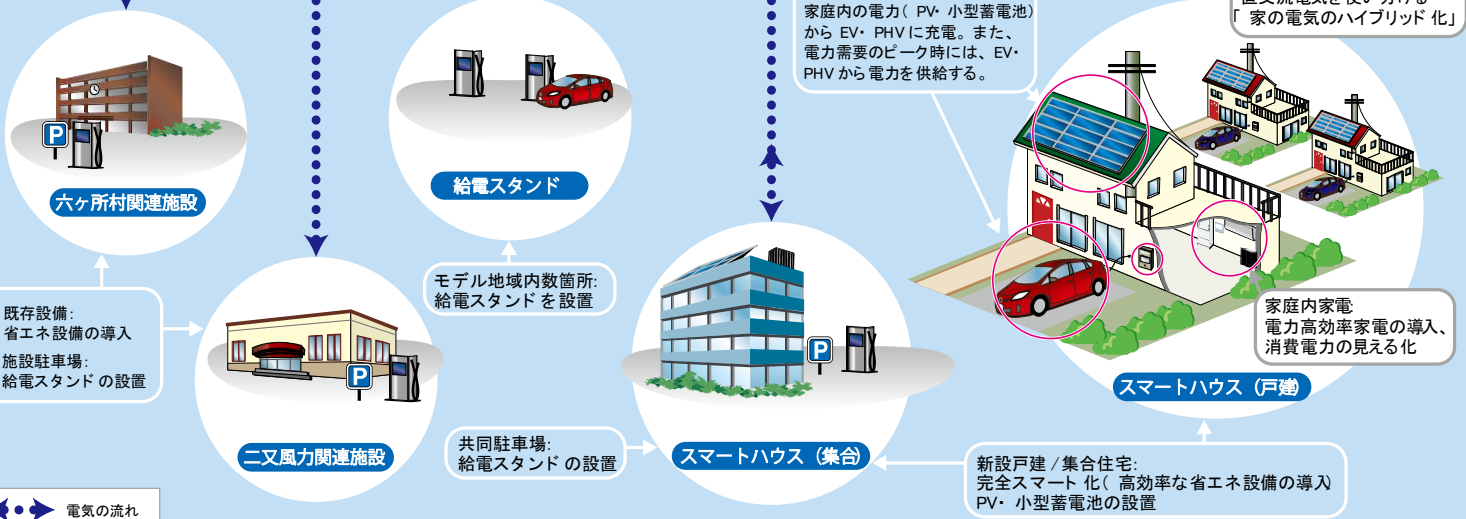 家庭内の電力( PV・小型蓄電池)
から EV・ PHV に充電。また、
電力需要のピーク時には、EV・
PHV から電力を供給する。
「 家の電気のハイブリッド 化」
P
六ヶ所村関連施設
給電スタンド
モデル地域内数箇所:
給電スタンド を設置
既存設備:
省エネ設備の導入
施設駐車場:
給電スタンド の設置
P
二又風力関連施設
P
共同駐車場:
給電スタンド の設置
スマートハウス (集合)
家庭内家電:
電力高効率家電の導入、
消費電力の見える化
スマートハウス (戸建)
新設戸建 / 集合住宅:
完全スマート 化( 高効率な省エネ設備の導入
PV・ 小型蓄電池の設置
電気の流れ